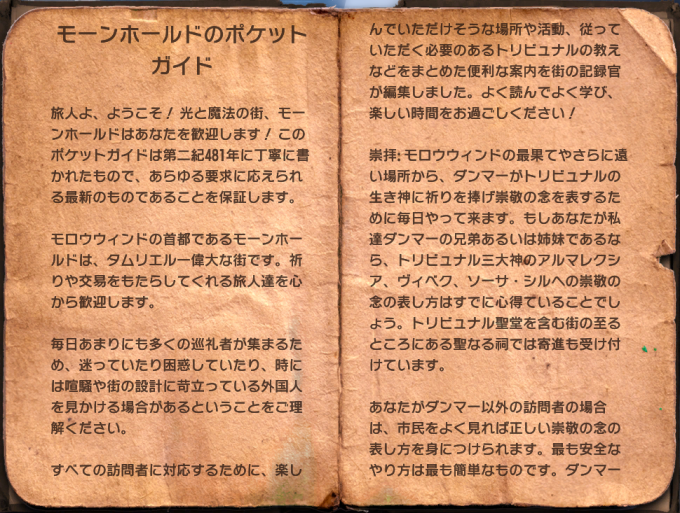 モーンホールドのポケット
ガイド
旅人よ、ようこそ！ 光と魔法の街、モー
ンホールドはあなたを歓迎します！ この
ポケットガイドは第二紀481年に丁寧に書
かれたもので、あらゆる要求に応えられ
る最新のものであることを保証します。
モロウウィンドの首都であるモーンホー
ルドは、タムリエル一偉大な街です。祈
りや交易をもたらしてくれる旅人達を心
から歓迎します。
毎日あまりにも多くの巡礼者が集まるた
め、迷っていたり困惑していたり、時に
は喧騒や街の設計に苛立っている外国人
を見かける場合があるということをご理
解ください。
すべての訪問者に対応するために、楽し
んでいただけそうな場所や活動、従って
いただく必要のあるトリビュナルの教え
などをまとめた便利な案内を街の記録官
が編集しました。よく読んでよく学び、
楽しい時間をお過ごしください！
崇拝: モロウウィンドの最果てやさらに遠
い場所から、ダンマーがトリビュナルの
生き神に祈りを捧げ崇敬の念を表するた
めに毎日やって来ます。もしあなたが私
達ダンマーの兄弟あるいは姉妹であるな
ら、トリビュナル三大神のアルマレクシ
ア、ヴィベク、ソーサ・シルへの崇敬の
念の表し方はすでに心得ていることでし
ょう。トリビュナル聖堂を含む街の至る
ところにある聖なる祠では寄進も受け付
けています。
あなたがダンマー以外の訪問者の場合
は、市民をよく見れば正しい崇敬の念の
表し方を身につけられます。最も安全な
やり方は最も簡単なものです。ダンマー